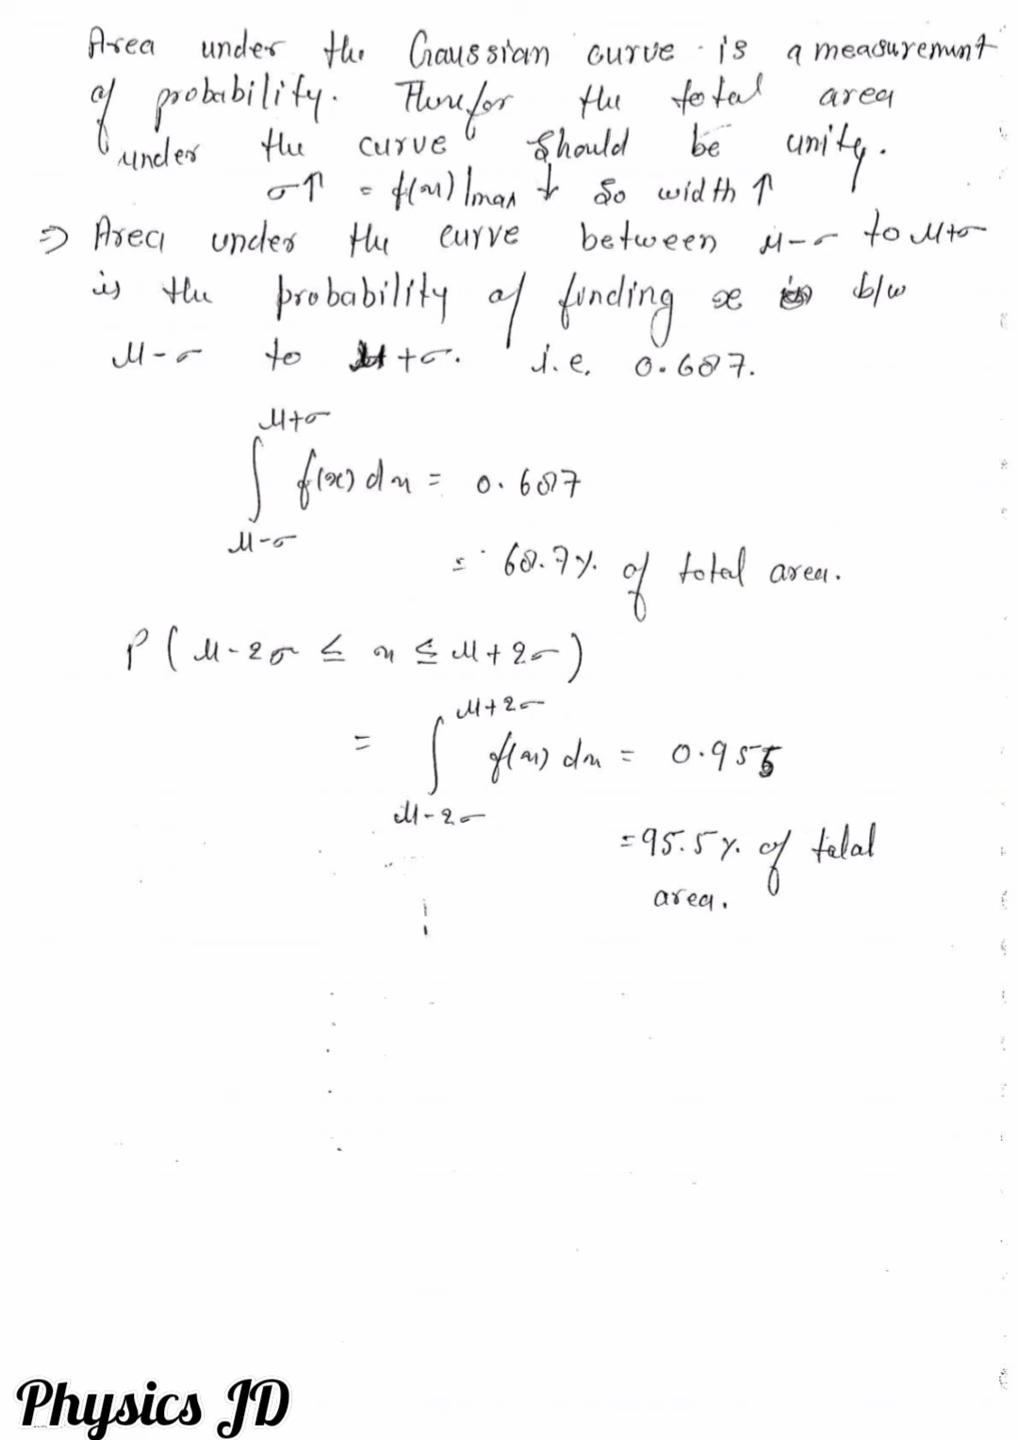 Area under the Gaussian curve is a measurement
of probability. Therefor the total area
under the curve should be unity.
σ↑ = f(x)|max ↓ so width ↑
⇒ Area under the curve between μ-σ to μ+σ
is the probability of finding x b/w
μ-σ to μ+σ. i.e. 0.687.
μ+σ
∫ f(x) dx = 0.687
μ-σ
= 68.7% of total area.
P(μ-2σ ≤ x ≤ μ+2σ)
μ+2σ
= ∫ f(x) dx = 0.955
μ-2σ
= 95.5% of total
area.
Physics JD